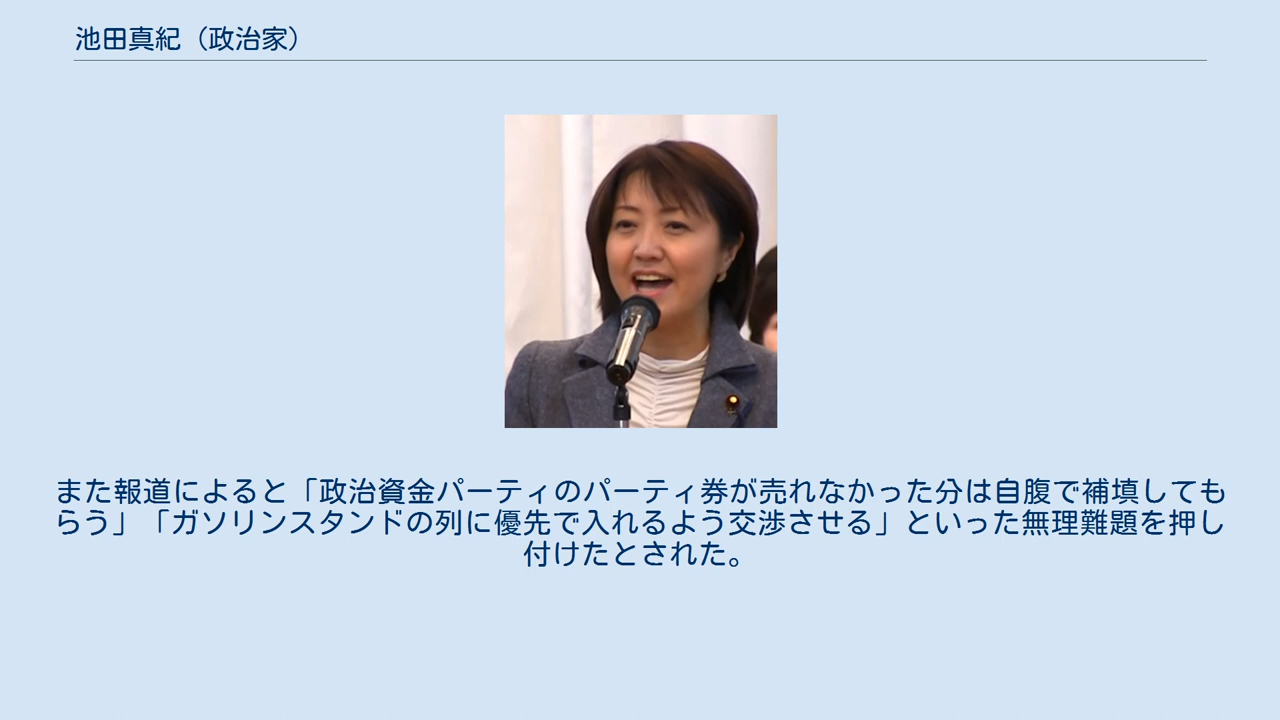 池田真紀（政治家）
また報道によると「政治資金パーティのパーティ券が売れなかった分は自腹で補填しても
らう」「ガソリンスタンドの列に優先で入れるよう交渉させる」といった無理難題を押し
付けたとされた。